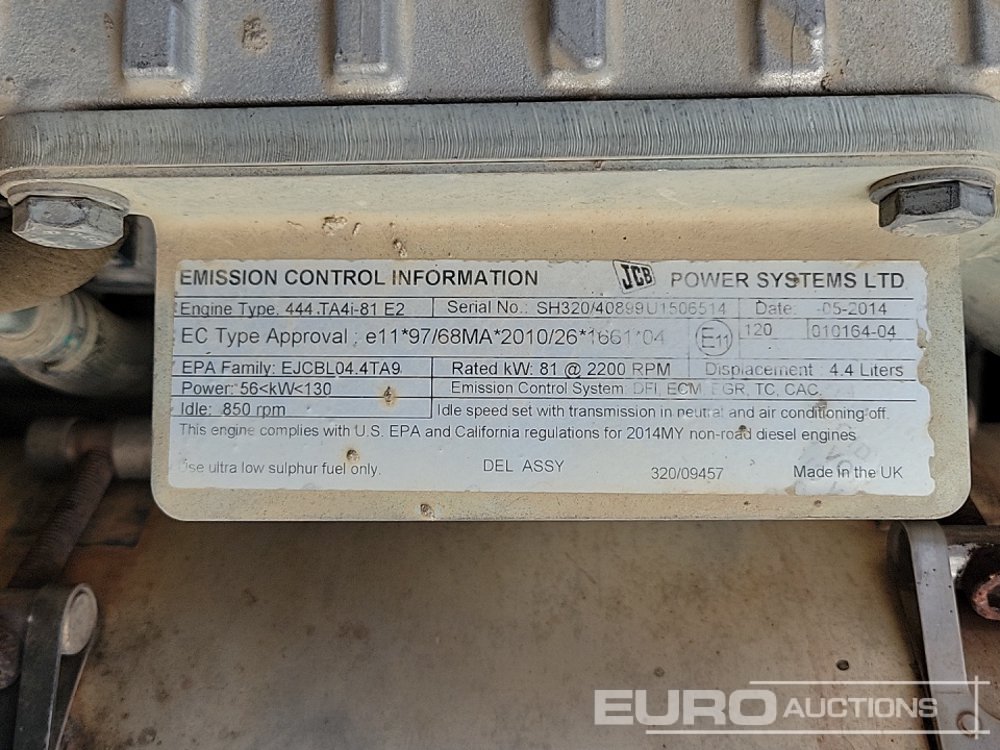 EMISSION CONTROL INFORMATION JCB POWER SYSTEMS LTD
Engine Type. 444 TA4i-81 E2 Serial No.: SH320/40899U1506514 Date: 05-2014
EC Type Approval : e11*97/68MA*2010/26*1661*04 E11 120 010164-04
EPA Family: EJCBL04.4TA9 Rated kW: 81 @ 2200 RPM Displacement: 4.4 Liters
Power: 56<kW<130 Emission Control System: DFI, ECM, EGR, TC, CAC.
Idle: 850 rpm Idle speed set with transmission in neutral and air conditioning off.
This engine complies with U.S. EPA and California regulations for 2014MY non-road diesel engines
Use ultra low sulphur fuel only. DEL ASSY 320/09457 Made in the UK
EURO AUCTIONS